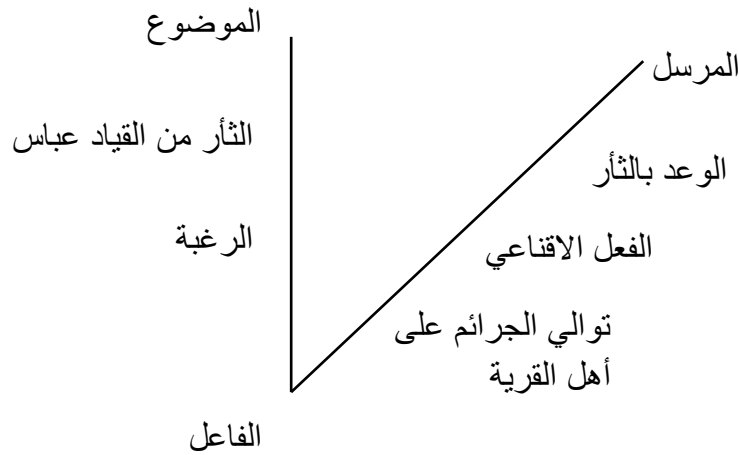 الموضوع
المرسل
الثأر من القياد عباس
الوعد بالثأر
الرغبة
الفعل الاقناعي
توالي الجرائم على
أهل القرية
الفاعل